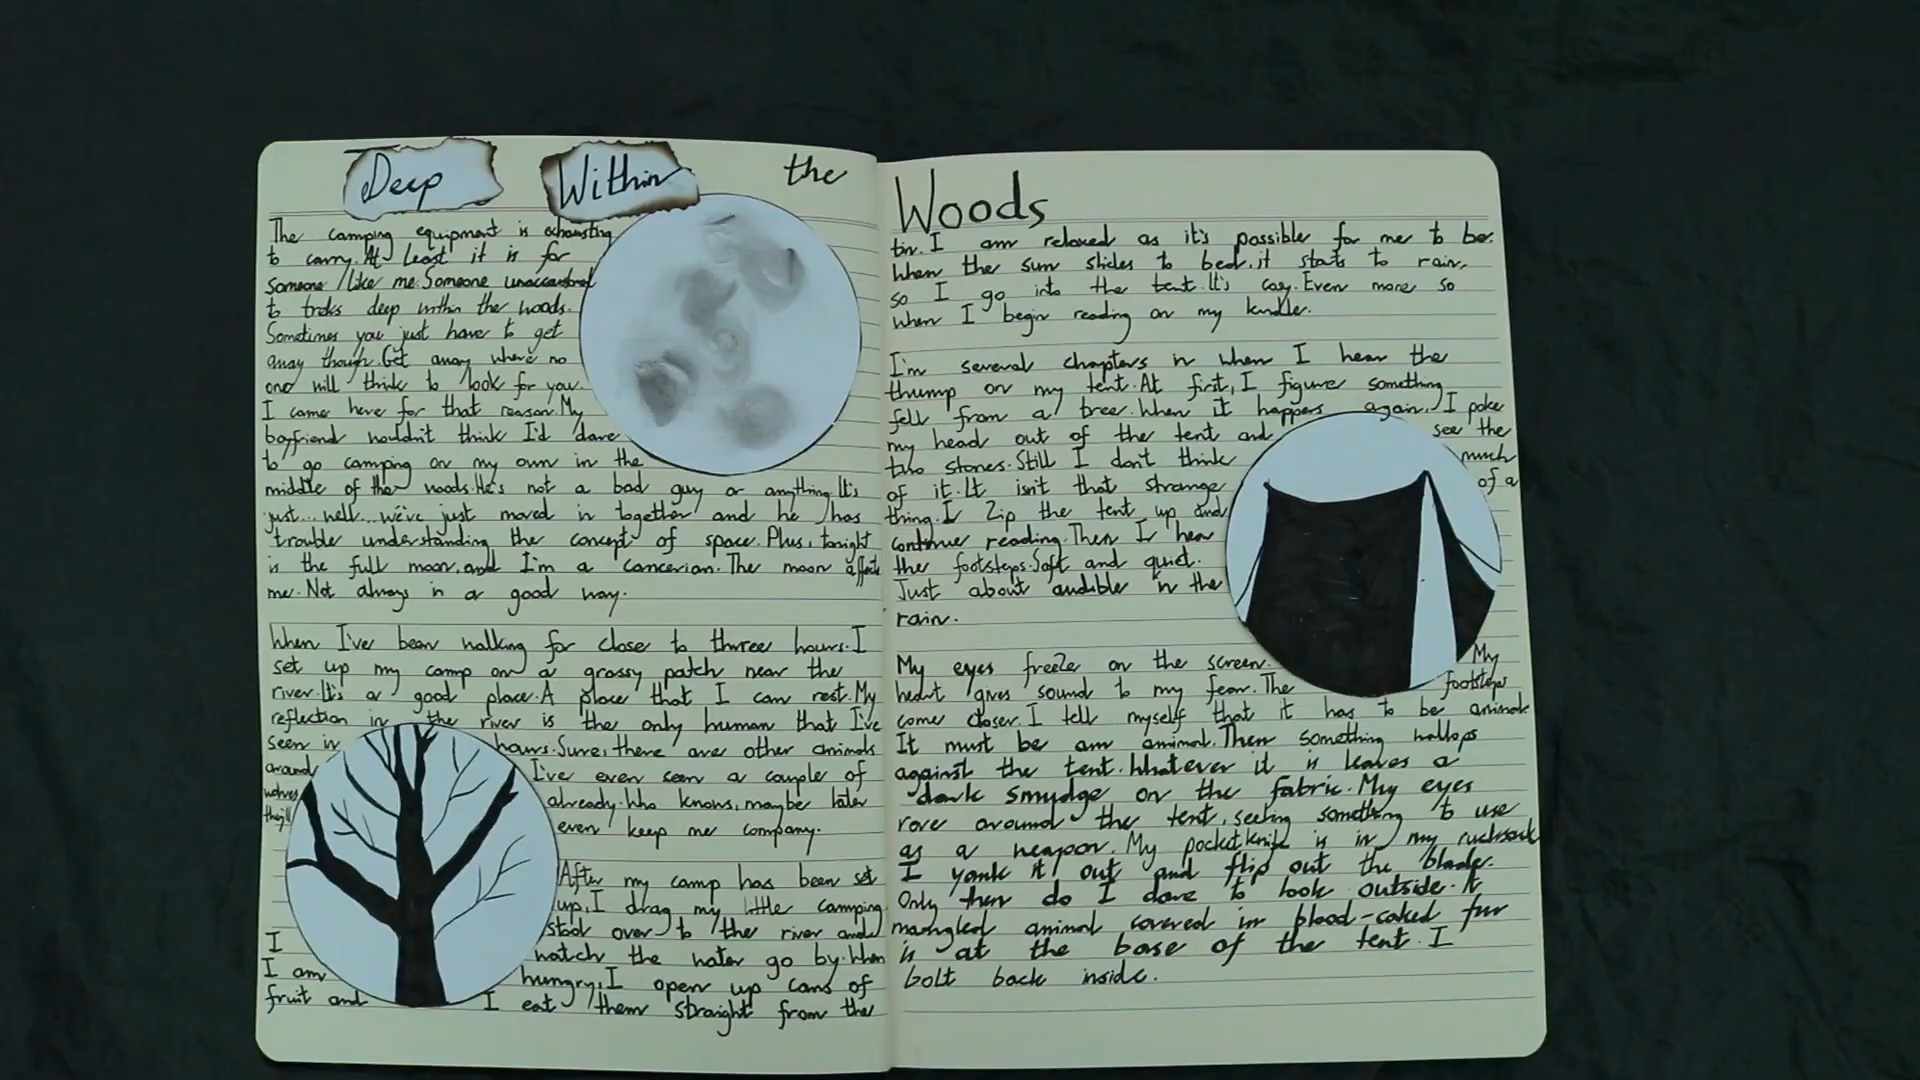 Deep Within the
The camping equipment is exhausting
to carry. At least it is for
someone like me. Someone unaccustomed
to treks deep within the woods.
Sometimes you just have to get
away though. Get away where no
one will think to look for you.
I came here for that reason. My
boyfriend wouldn't think I'd dare
to go camping on my own in the
middle of the woods. He's not a bad guy or anything. It's
just... well... we've just moved in together and he has
trouble understanding the concept of space. Plus, tonight
is the full moon, and I'm a cancerian. The moon affects
me. Not always in a good way.
When I've been walking for close to three hours. I
set up my camp on a grassy patch near the
river. It's a good place. A place that I can rest. My
reflection in the river is the only human that I've
seen in hours. Sure, there are other animals
around I've even seen a couple of
wolves already. Who knows, maybe later
they'll even keep me company.
After my camp has been set
up, I drag my little camping
stool over to the river and
I watch the water go by. When
I am hungry, I open up cans of
fruit and I eat them straight from the
Woods
tin. I am relaxed as it's possible for me to be.
When the sun slides to bed, it starts to rain,
so I go into the tent. It's cosy. Even more so
when I begin reading on my kindle.
I'm several chapters in when I hear the
thump on my tent. At first, I figure something
fell from a tree. When it happens again, I poke
my head out of the tent and see the
two stones. Still I don't think much
of it. It isn't that strange of a
thing. I zip the tent up and
continue reading. Then I hear
the footsteps. Soft and quiet.
Just about audible in the
rain.
My eyes freeze on the screen. My
heart gives sound to my fear. The footsteps
come closer. I tell myself that it has to be animal.
It must be an animal. Then something wallops
against the tent. Whatever it is leaves a
dark smudge on the fabric. My eyes
rove around the tent, seeking something to use
as a weapon. My pocketknife is in my rucksack
I yank it out and flip out the blade.
Only then do I dare to look outside. A
mangled animal covered in blood-caked fur
is at the base of the tent. I
bolt back inside.